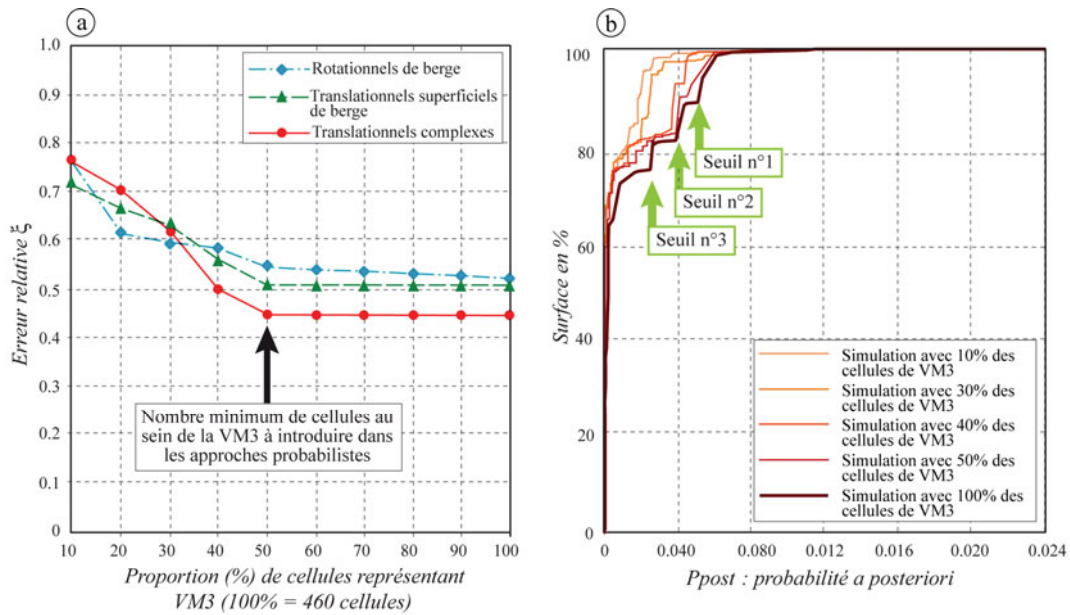 a
1.0
0.9
0.8
0.7
0.6
0.5
0.4
0.3
0.2
0.1
0
Erreur relative ξ
Rotationnels de berge
Translationnels superficiels
de berge
Translationnels complexes
Nombre minimum de cellules au
sein de la VM3 à introduire dans
les approches probabilistes
10 20 30 40 50 60 70 80 90 100
Proportion (%) de cellules représentant
VM3 (100% = 460 cellules)
b
100
80
60
40
20
0
Surface en %
Seuil n°1
Seuil n°2
Seuil n°3
Simulation avec 10% des
cellules de VM3
Simulation avec 30% des
cellules de VM3
Simulation avec 40% des
cellules de VM3
Simulation avec 50% des
cellules de VM3
Simulation avec 100% des
cellules de VM3
0 0.040 0.080 0.012 0.016 0.020 0.024
Ppost : probabilité a posteriori